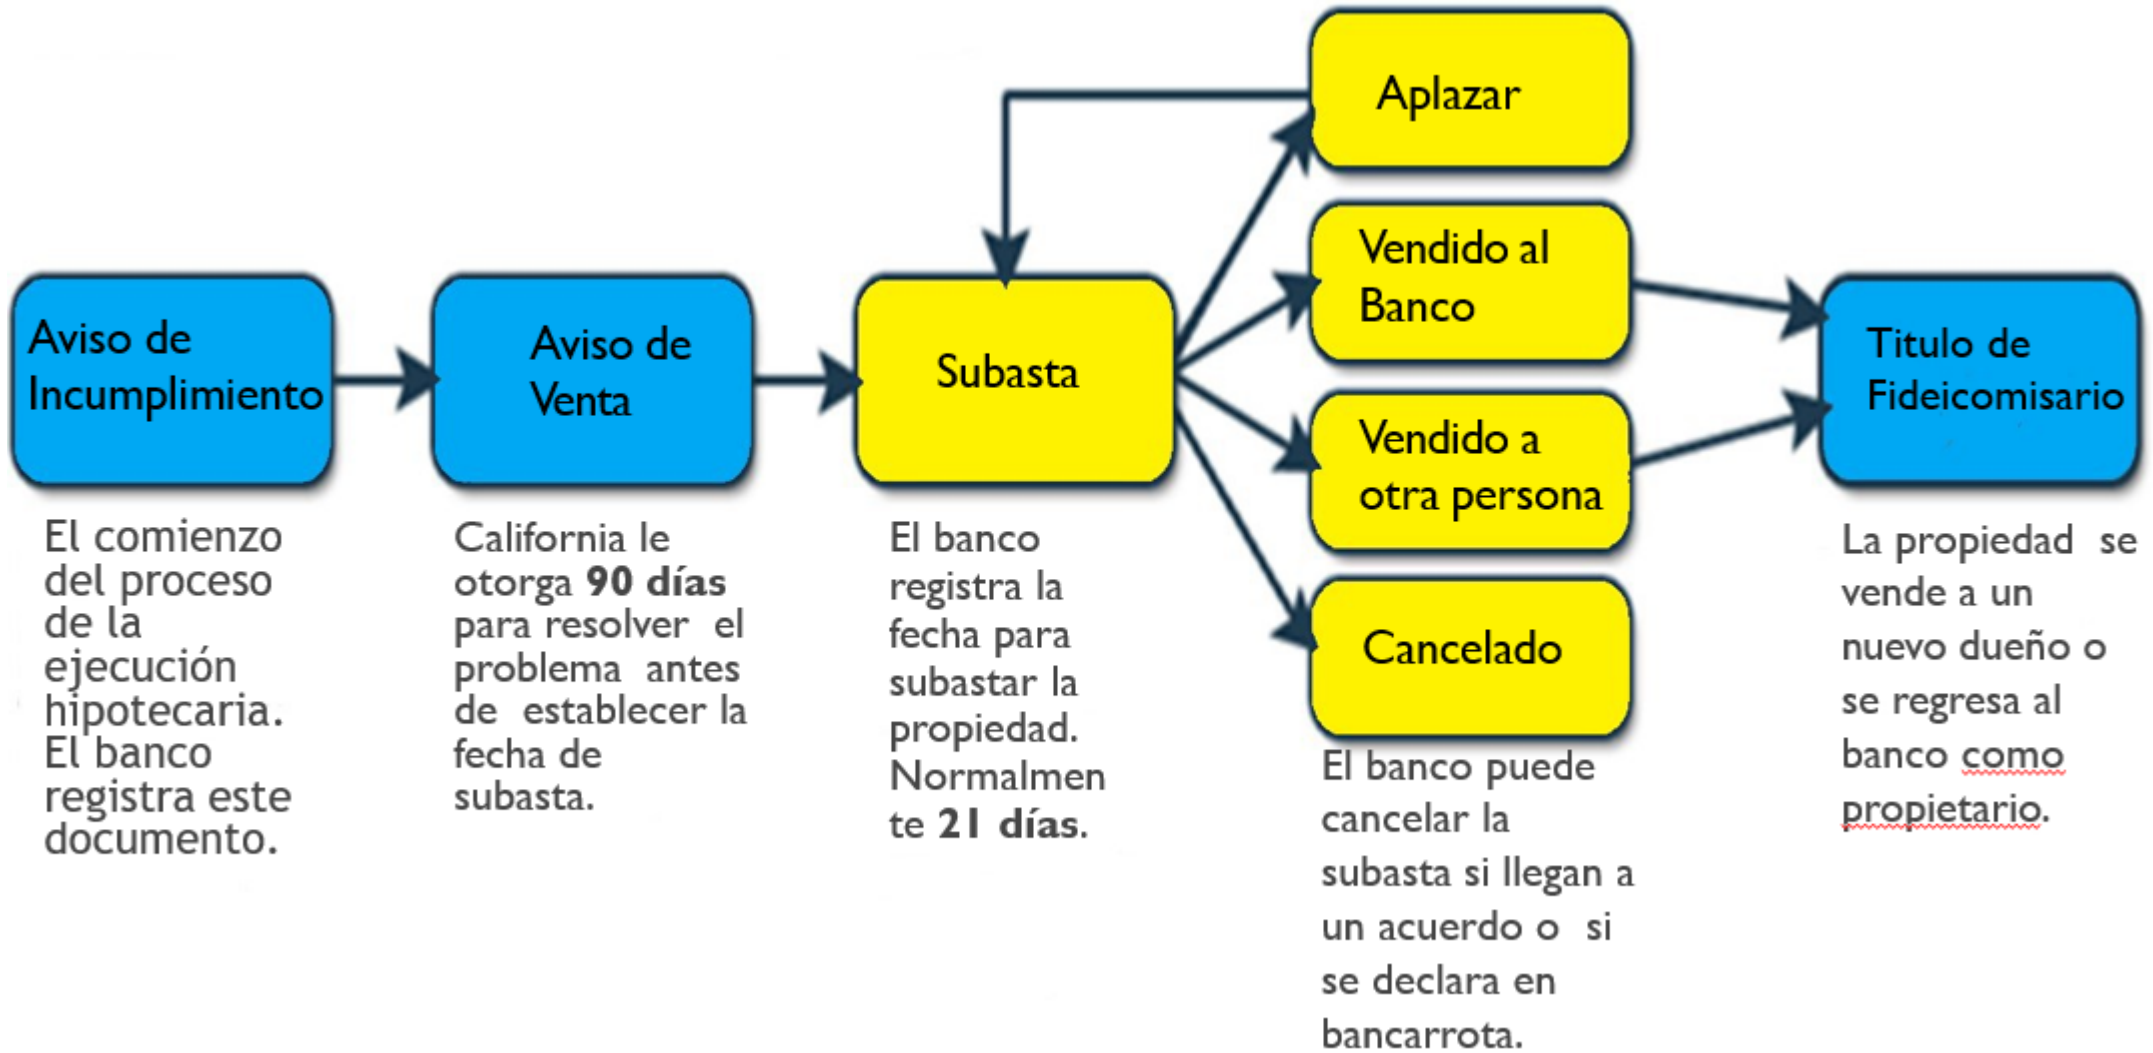 Aviso de
Incumplimiento
El comienzo
del proceso
de la
ejecución
hipotecaria.
El banco
registra este
documento.
Aviso de
Venta
California le
otorga 90 días
para resolver el
problema antes
de establecer la
fecha de
subasta.
Subasta
El banco
registra la
fecha para
subastar la
propiedad.
Normalmen
te 21 días.
Aplazar
Vendido al
Banco
Vendido a
otra persona
Cancelado
El banco puede
cancelar la
subasta si llegan a
un acuerdo o si
se declara en
bancarrota.
Titulo de
Fideicomisario
La propiedad se
vende a un
nuevo dueño o
se regresa al
banco como
propietario.